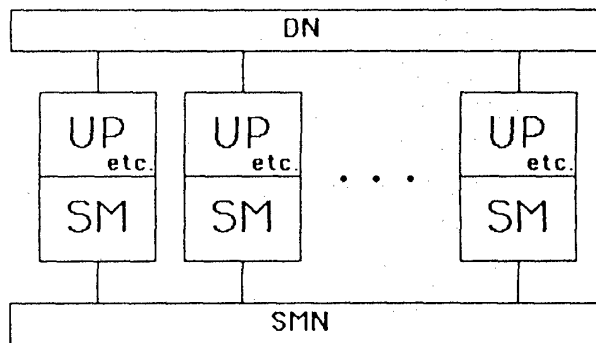 DN
UP UP UP
etc. etc. . . . etc.
SM SM SM
SMN